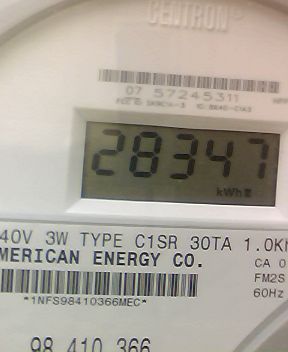 CENTRON®
07 57245311
28347
kWh
40V 3W TYPE C1SR 30TA 1.0K
MERICAN ENERGY CO.
CA 0
FM2S
60Hz
*1NFS98410366MEC*
98 410 366